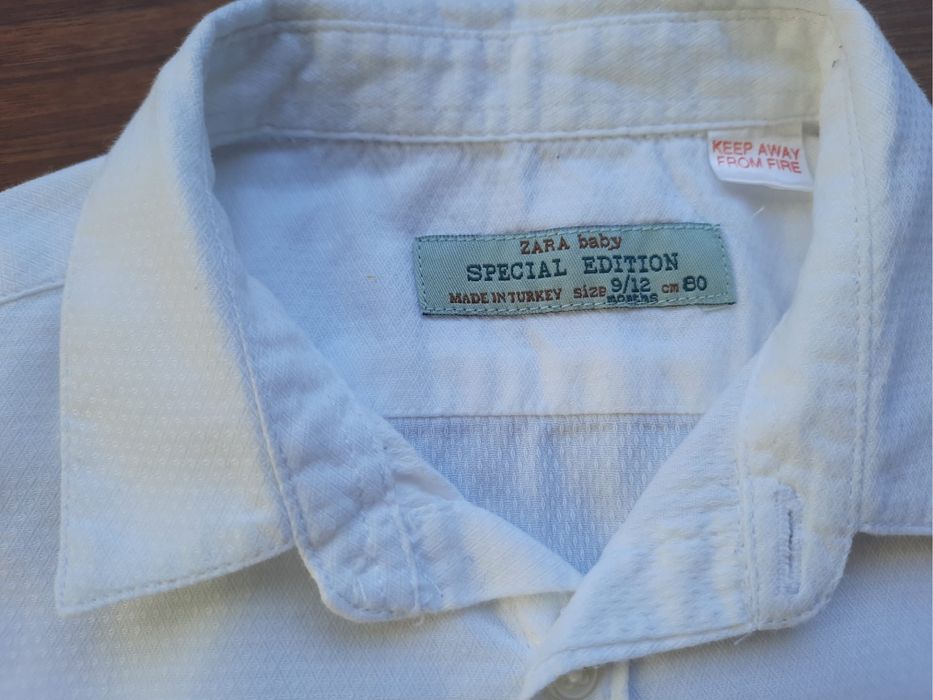 KEEP AWAY
FROM FIRE
ZARA baby
SPECIAL EDITION
MADE IN TURKEY size 9/12 months cm 80